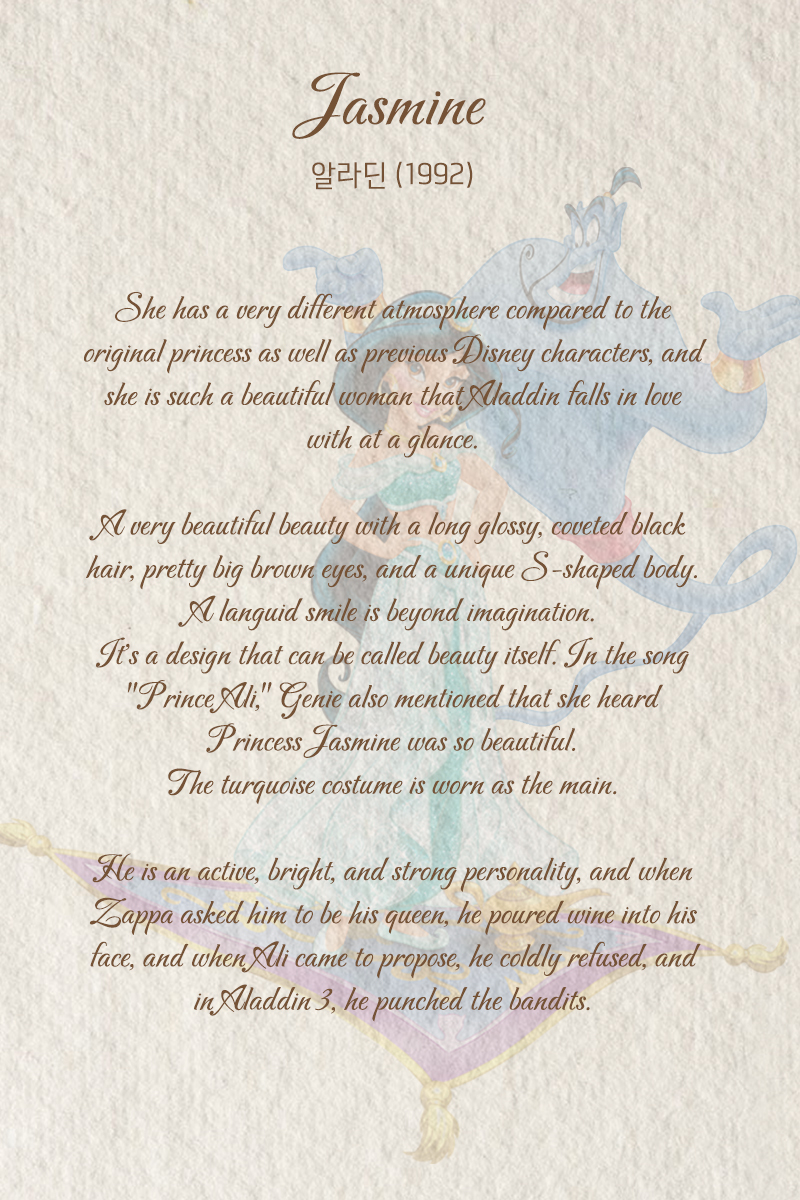 Jasmine
알라딘 (1992)
She has a very different atmosphere compared to the
original princess as well as previous Disney characters, and
she is such a beautiful woman that Aladdin falls in love
with at a glance.
A very beautiful beauty with a long glossy, coveted black
hair, pretty big brown eyes, and a unique S-shaped body.
A languid smile is beyond imagination.
It's a design that can be called beauty itself. In the song
"Prince Ali," Genie also mentioned that she heard
Princess Jasmine was so beautiful.
The turquoise costume is worn as the main.
He is an active, bright, and strong personality, and when
Zappa asked him to be his queen, he poured wine into his
face, and when Ali came to propose, he coldly refused, and
in Aladdin 3, he punched the bandits.